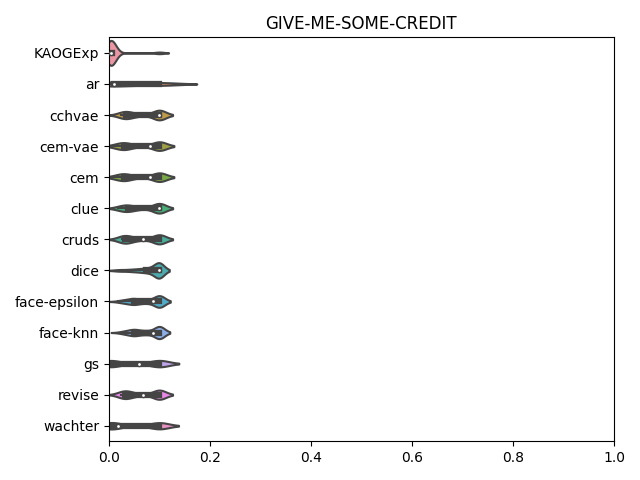 GIVE-ME-SOME-CREDIT
KAOGExp
ar
cchvae
cem-vae
cem
clue
cruds
dice
face-epsilon
face-knn
gs
revise
wachter
0.0 0.2 0.4 0.6 0.8 1.0